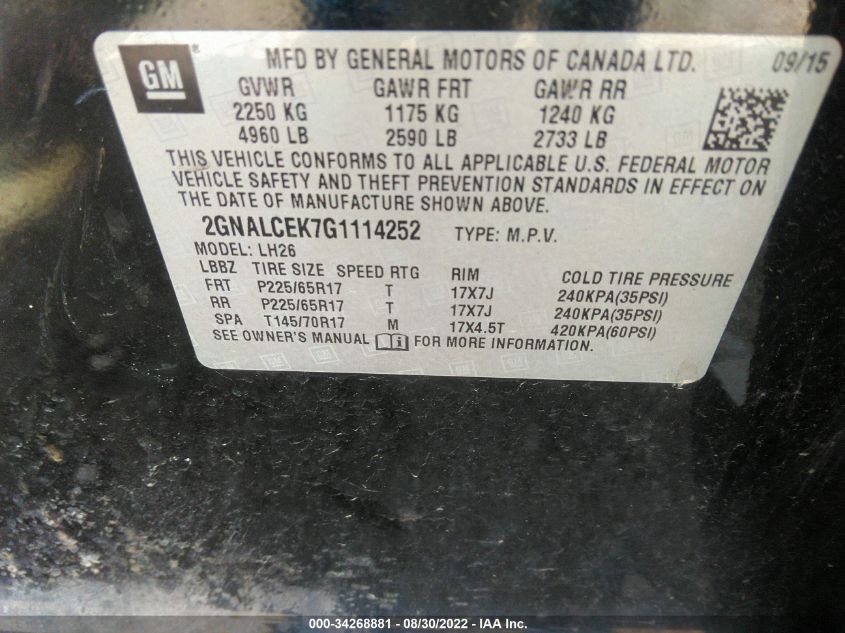 GM ® MFD BY GENERAL MOTORS OF CANADA LTD. 09/15
GVWR GAWR FRT GAWR RR
2250 KG 1175 KG 1240 KG
4960 LB 2590 LB 2733 LB
THIS VEHICLE CONFORMS TO ALL APPLICABLE U.S. FEDERAL MOTOR
VEHICLE SAFETY AND THEFT PREVENTION STANDARDS IN EFFECT ON
THE DATE OF MANUFACTURE SHOWN ABOVE.
2GNALCEK7G1114252 TYPE: M.P.V.
MODEL: LH26
LBBZ TIRE SIZE SPEED RTG RIM COLD TIRE PRESSURE
FRT P225/65R17 T 17X7J 240KPA(35PSI)
RR P225/65R17 T 17X7J 240KPA(35PSI)
SPA T145/70R17 M 17X4.5T 420KPA(60PSI)
SEE OWNER'S MANUAL i FOR MORE INFORMATION.
000-34268881 - 08/30/2022 - IAA Inc.